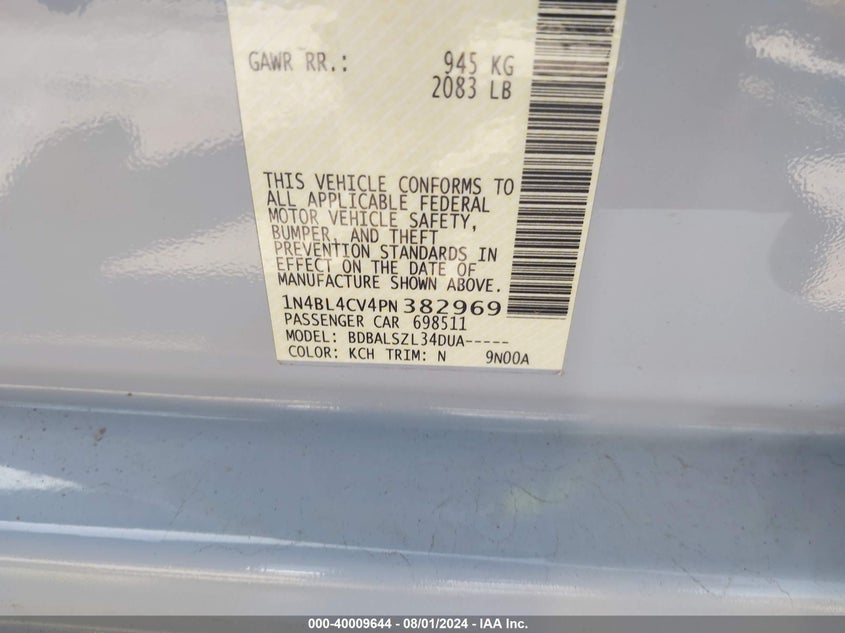 GAWR RR.: 945 KG
2083 LB
THIS VEHICLE CONFORMS TO
ALL APPLICABLE FEDERAL
MOTOR VEHICLE SAFETY,
BUMPER, AND THEFT
PREVENTION STANDARDS IN
EFFECT ON THE DATE OF
MANUFACTURE SHOWN ABOVE.
1N4BL4CV4PN382969
PASSENGER CAR 698511
MODEL: BDBALSZL34DUA-----
COLOR: KCH TRIM: N 9N00A
000-40009644 — 08/01/2024 — IAA Inc.